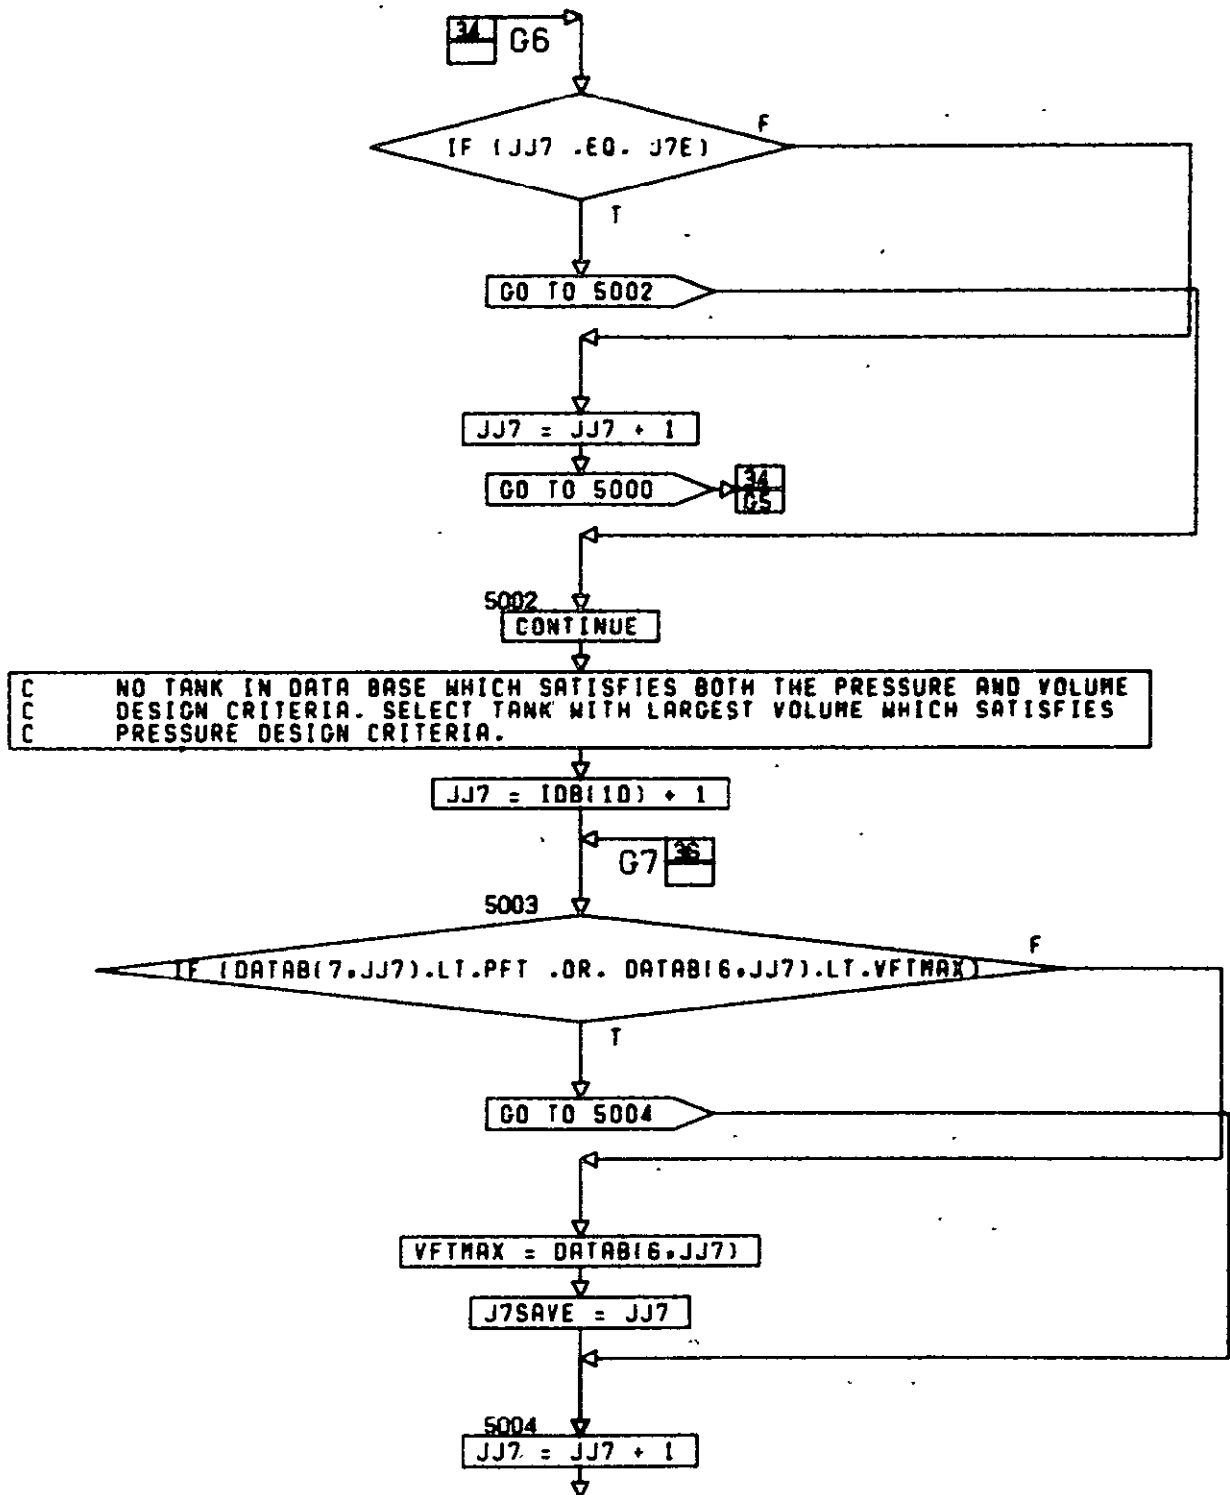 34
G6
IF (JJ7 .EQ. J7E)
F
T
GO TO 5002
JJ7 = JJ7 + 1
GO TO 5000
34
G5
5002
CONTINUE
C NO TANK IN DATA BASE WHICH SATISFIES BOTH THE PRESSURE AND VOLUME
C DESIGN CRITERIA. SELECT TANK WITH LARGEST VOLUME WHICH SATISFIES
C PRESSURE DESIGN CRITERIA.
JJ7 = IDB(10) + 1
G7
36
5003
IF (DATAB(7,JJ7).LT.PFT .OR. DATAB(6,JJ7).LT.VFTMAX)
F
T
GO TO 5004
VFTMAX = DATAB(6,JJ7)
J7SAVE = JJ7
5004
JJ7 = JJ7 + 1